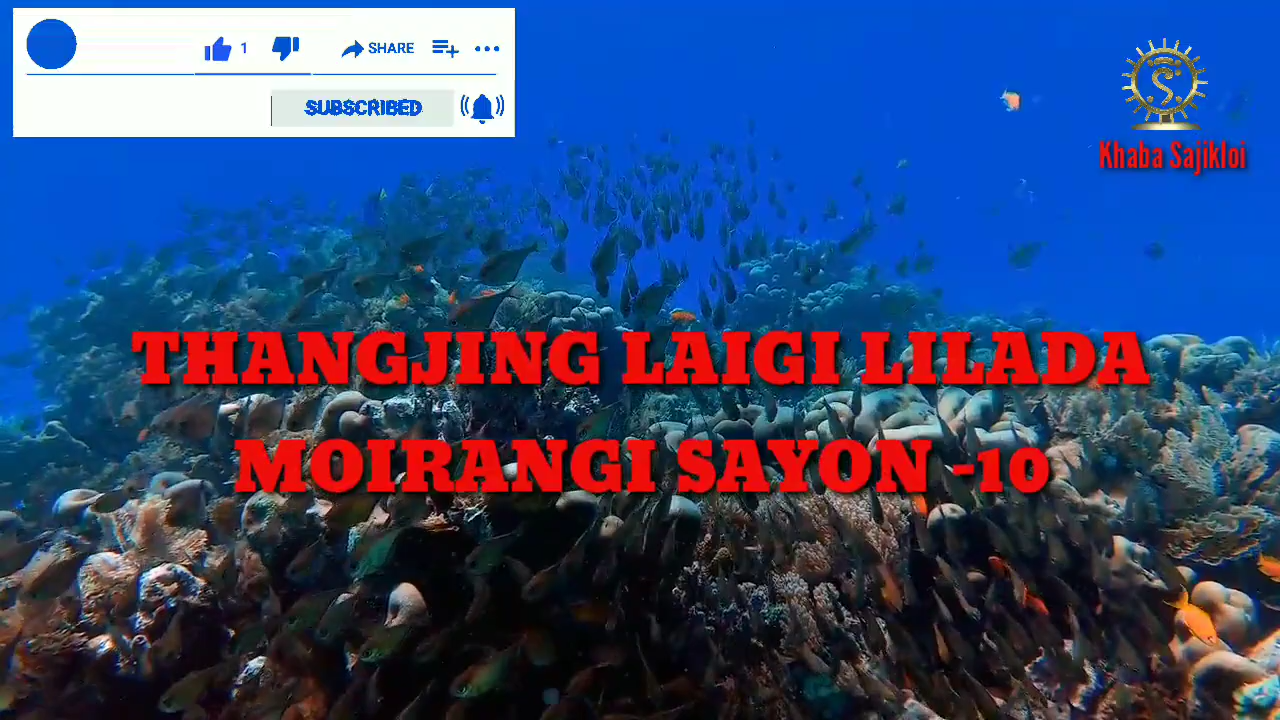 1 SHARE
SUBSCRIBED
Khaba Sajikloi
THANGJING LAIGI LILADA
MOIRANGI SAYON -10